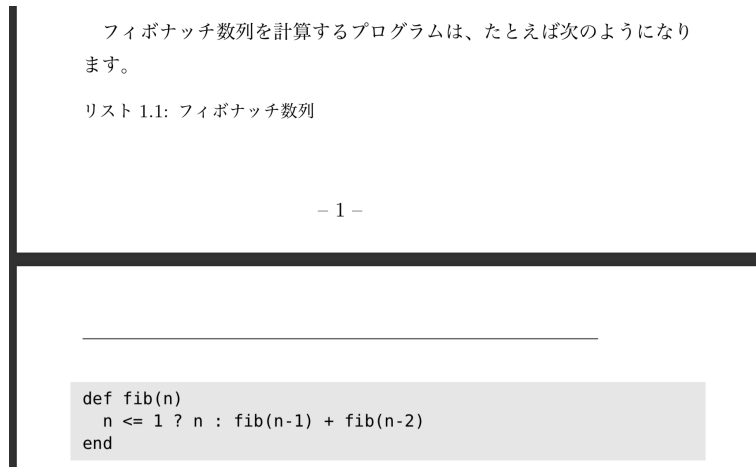 フィボナッチ数列を計算するプログラムは、たとえば次のようになり
ます。
リスト 1.1: フィボナッチ数列
– 1 –
def fib(n)
  n <= 1 ? n : fib(n-1) + fib(n-2)
end